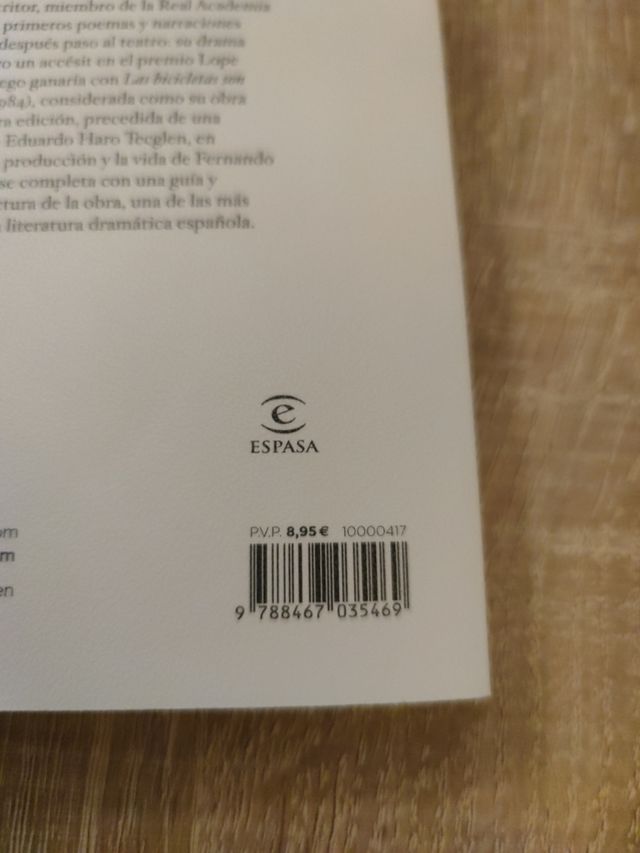 critor, miembro de la Real Academia
primeros poemas y narraciones
después paso al teatro: su drama
o un accésit en el premio Lope
ego ganaría con Las bicicletas son
984), considerada como su obra
ra edición, precedida de una
Eduardo Haro Tecglen, en
producción y la vida de Fernando
se completa con una guía y
ctura de la obra, una de las más
literatura dramática española.
e
ESPASA
P.V.P. 8,95 € 10000417
om
m
en
9 788467 035469